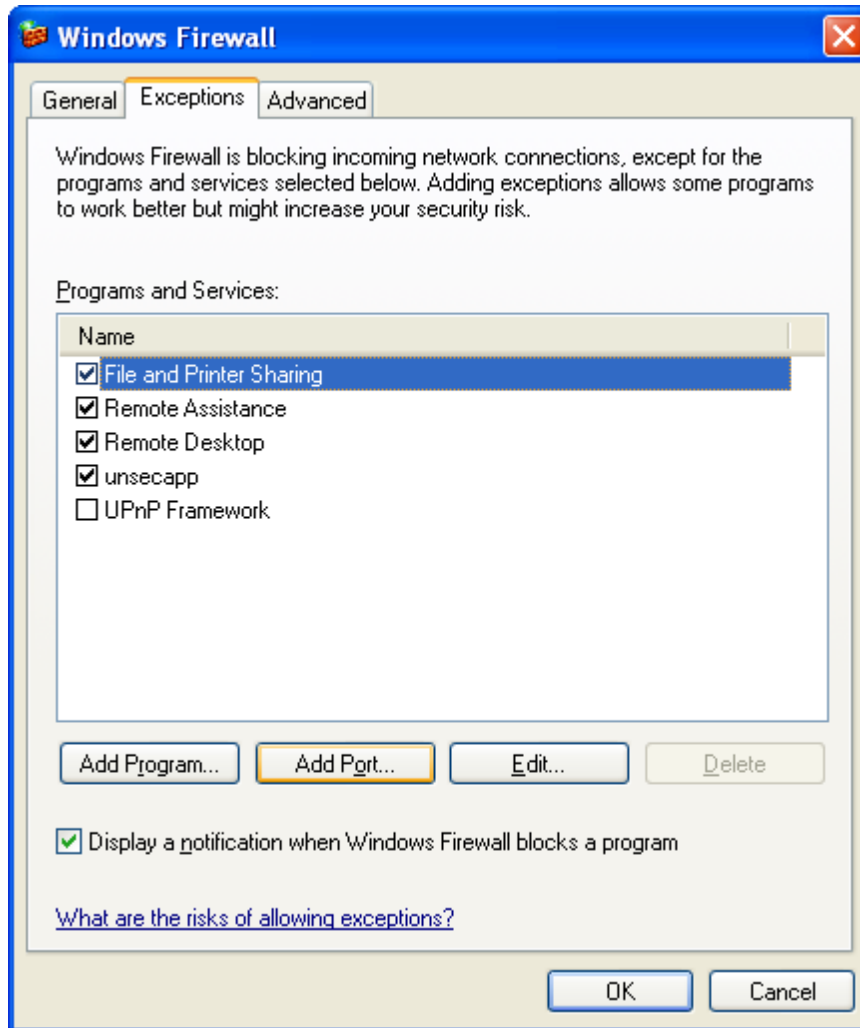 Windows Firewall
General Exceptions Advanced
Windows Firewall is blocking incoming network connections, except for the
programs and services selected below. Adding exceptions allows some programs
to work better but might increase your security risk.
Programs and Services:
Name
File and Printer Sharing
Remote Assistance
Remote Desktop
unsecapp
UPnP Framework
Add Program... Add Port... Edit... Delete
Display a notification when Windows Firewall blocks a program
What are the risks of allowing exceptions?
OK Cancel